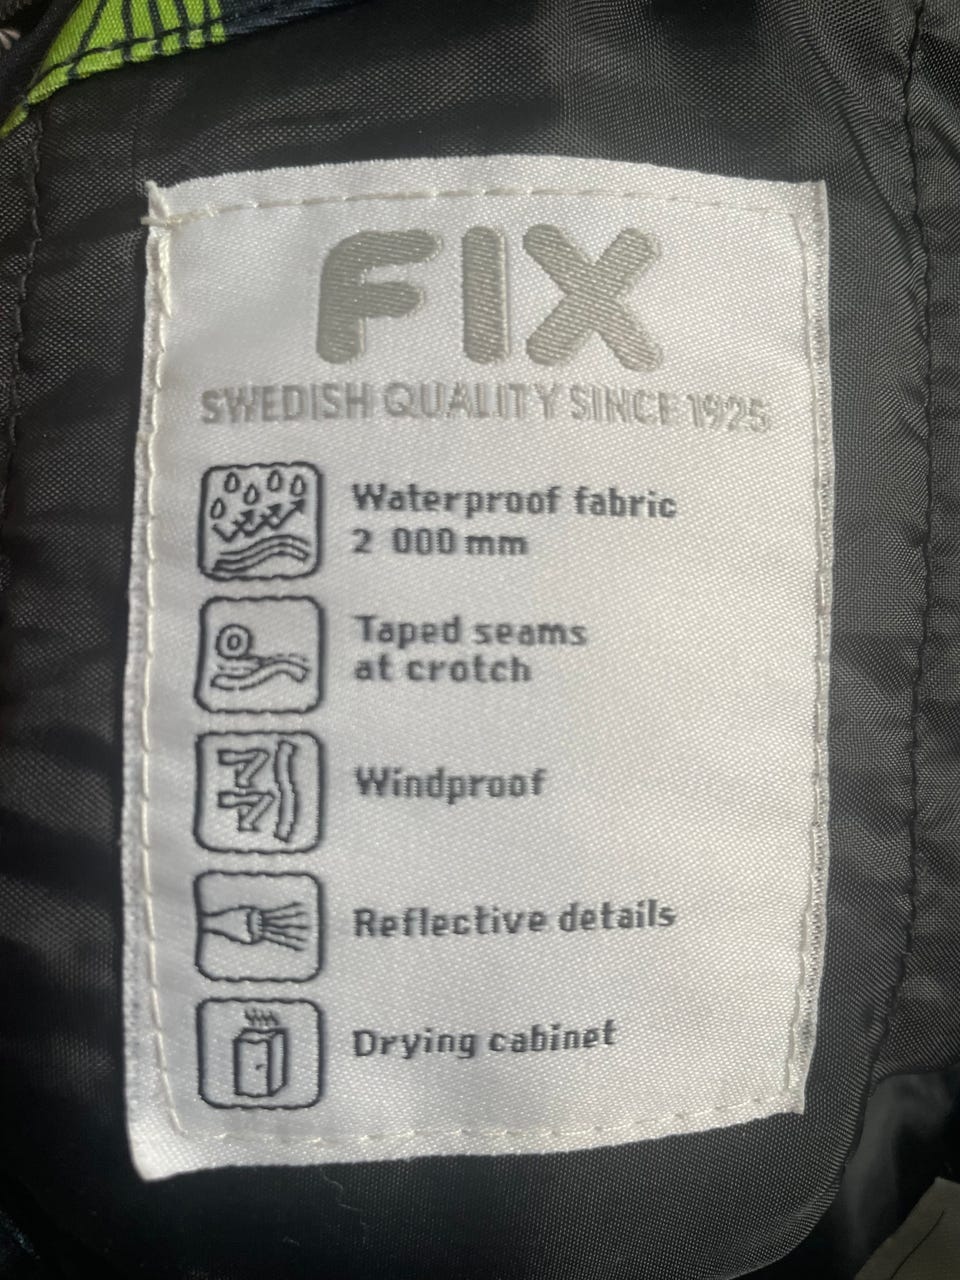 FIX
SWEDISH QUALITY SINCE 1925
Waterproof fabric
2 000 mm
Taped seams
at crotch
Windproof
Reflective details
Drying cabinet